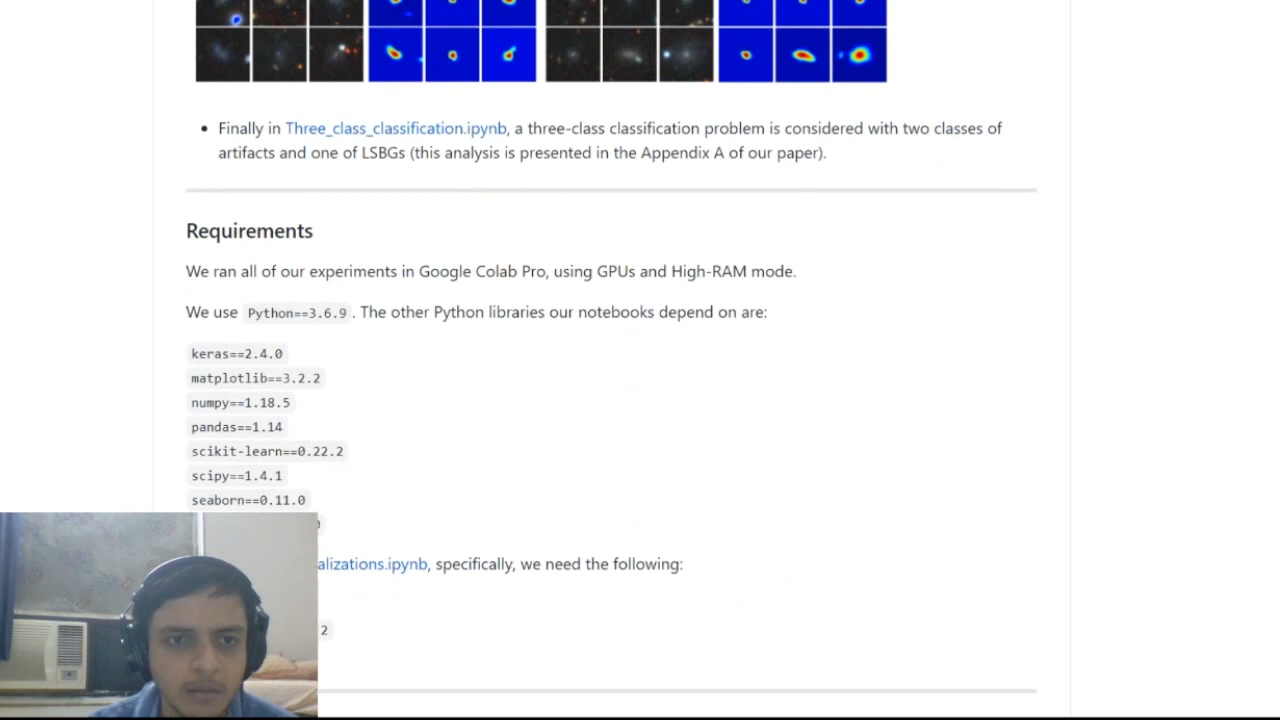 Finally in Three_class_classification.ipynb, a three-class classification problem is considered with two classes of
artifacts and one of LSBGs (this analysis is presented in the Appendix A of our paper).
Requirements
We ran all of our experiments in Google Colab Pro, using GPUs and High-RAM mode.
We use Python==3.6.9. The other Python libraries our notebooks depend on are:
keras==2.4.0
matplotlib==3.2.2
numpy==1.18.5
pandas==1.14
scikit-learn==0.22.2
scipy==1.4.1
seaborn==0.11.0
alizations.ipynb, specifically, we need the following:
2